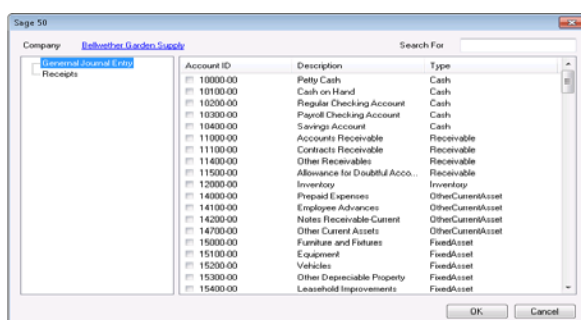 Sage 50
Company Bellwether Garden Supply Search For
Genernal Journal Entry
Receipts
Account ID Description Type
10000-00 Petty Cash Cash
10100-00 Cash on Hand Cash
10200-00 Regular Checking Account Cash
10300-00 Payroll Checking Account Cash
10400-00 Savings Account Cash
11000-00 Accounts Receivable Receivable
11100-00 Contracts Receivable Receivable
11400-00 Other Receivables Receivable
11500-00 Allowance for Doubtful Acco... Receivable
12000-00 Inventory Inventory
14000-00 Prepaid Expenses OtherCurrentAsset
14100-00 Employee Advances OtherCurrentAsset
14200-00 Notes Receivable-Current OtherCurrentAsset
14700-00 Other Current Assets OtherCurrentAsset
15000-00 Furniture and Fixtures FixedAsset
15100-00 Equipment FixedAsset
15200-00 Vehicles FixedAsset
15300-00 Other Depreciable Property FixedAsset
15400-00 Leasehold Improvements FixedAsset
OK Cancel